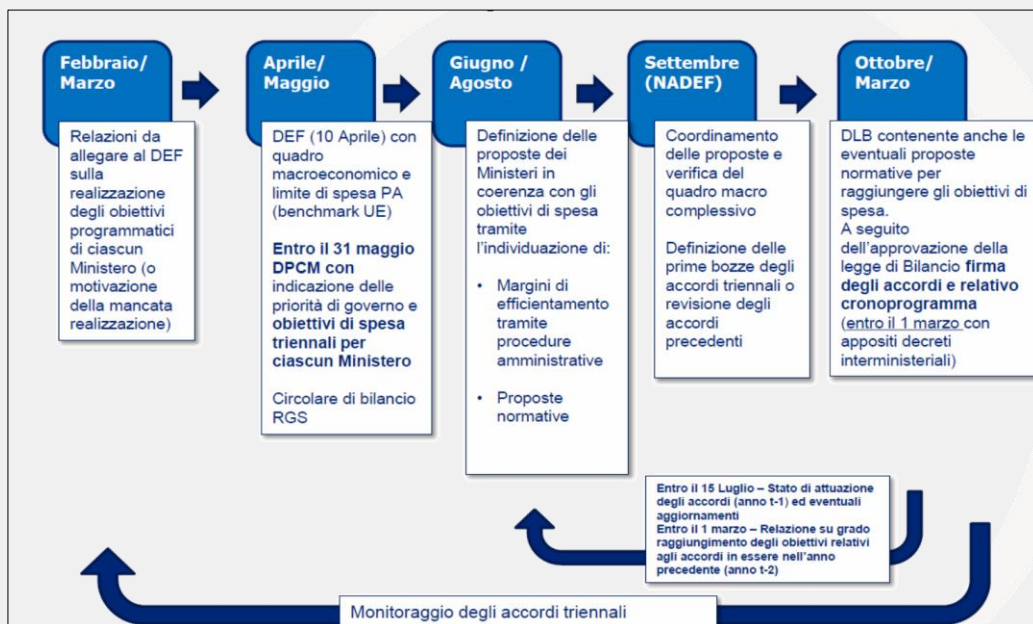 Febbraio/
Marzo
Relazioni da
allegare al DEF
sulla
realizzazione
degli obiettivi
programmatici
di ciascun
Ministero (o
motivazione
della mancata
realizzazione)
Aprile/
Maggio
DEF (10 Aprile) con
quadro
macroeconomico e
limite di spesa PA
(benchmark UE)
Entro il 31 maggio
DPCM con
indicazione delle
priorità di governo e
obiettivi di spesa
triennali per
ciascun Ministero
Circolare di bilancio
RGS
Giugno /
Agosto
Definizione delle
proposte dei
Ministeri in
coerenza con gli
obiettivi di spesa
tramite
l'individuazione di:
• Margini di
efficientamento
tramite
procedure
amministrative
• Proposte
normative
Settembre
(NADEF)
Coordinamento
delle proposte e
verifica del
quadro macro
complessivo
Definizione delle
prime bozze degli
accordi triennali o
revisione degli
accordi
precedenti
Ottobre/
Marzo
DLB contenente anche le
eventuali proposte
normative per
raggiungere gli obiettivi di
spesa.
A seguito
dell'approvazione della
legge di Bilancio firma
degli accordi e relativo
cronoprogramma
(entro il 1 marzo con
appositi decreti
interministeriali)
Entro il 15 Luglio – Stato di attuazione
degli accordi (anno t-1) ed eventuali
aggiornamenti
Entro il 1 marzo – Relazione su grado
raggiungimento degli obiettivi relativi
agli accordi in essere nell'anno
precedente (anno t-2)
Monitoraggio degli accordi triennali